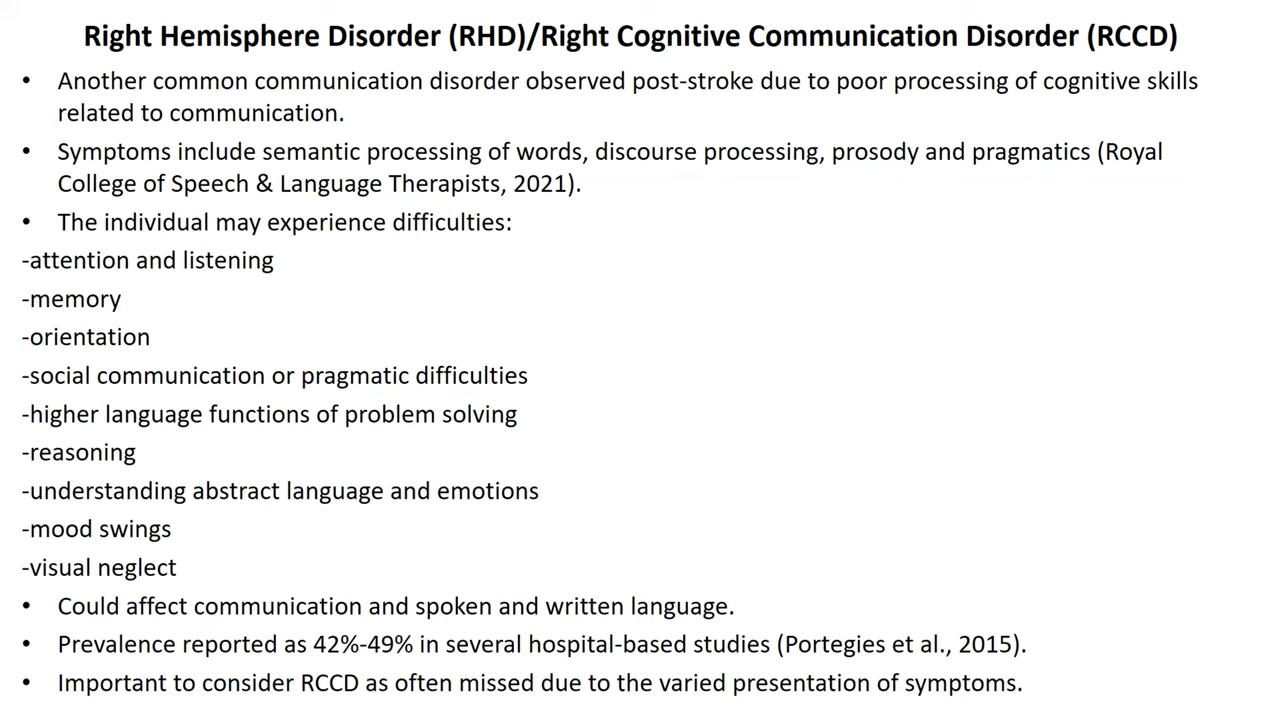 Right Hemisphere Disorder (RHD)/Right Cognitive Communication Disorder (RCCD)
• Another common communication disorder observed post-stroke due to poor processing of cognitive skills
related to communication.
• Symptoms include semantic processing of words, discourse processing, prosody and pragmatics (Royal
College of Speech & Language Therapists, 2021).
• The individual may experience difficulties:
-attention and listening
-memory
-orientation
-social communication or pragmatic difficulties
-higher language functions of problem solving
-reasoning
-understanding abstract language and emotions
-mood swings
-visual neglect
• Could affect communication and spoken and written language.
• Prevalence reported as 42%-49% in several hospital-based studies (Portegies et al., 2015).
• Important to consider RCCD as often missed due to the varied presentation of symptoms.